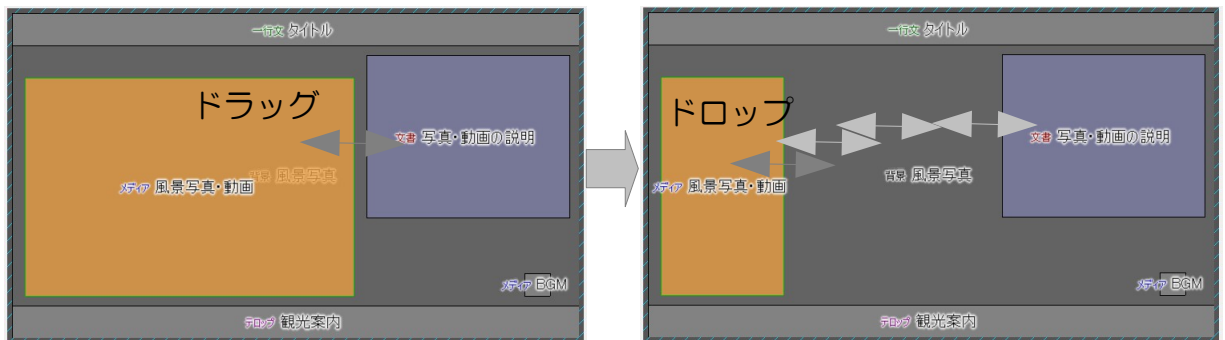 一行文 タイトル
ドラッグ
文書 写真・動画の説明
背景 風景写真
メディア 風景写真・動画
メディア BGM
テロップ 観光案内
一行文 タイトル
ドロップ
文書 写真・動画の説明
背景 風景写真
メディア 風景写真・動画
メディア BGM
テロップ 観光案内